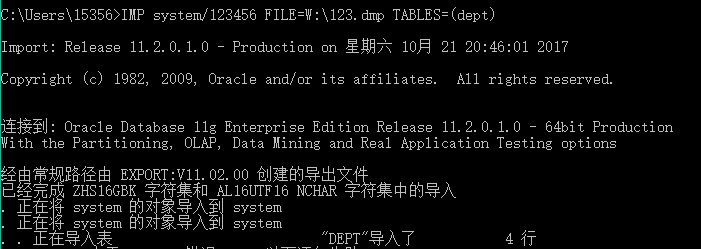 C:\Users\15356>IMP system/123456 FILE=W:\123.dmp TABLES=(dept)
Import: Release 11.2.0.1.0 - Production on 星期六 10月 21 20:46:01 2017
Copyright (c) 1982, 2009, Oracle and/or its affiliates.  All rights reserved.
连接到: Oracle Database 11g Enterprise Edition Release 11.2.0.1.0 - 64bit Production
With the Partitioning, OLAP, Data Mining and Real Application Testing options
经由常规路径由 EXPORT:V11.02.00 创建的导出文件
已经完成 ZHS16GBK 字符集和 AL16UTF16 NCHAR 字符集中的导入
. 正在将 system 的对象导入到 system
. 正在将 system 的对象导入到 system
. . 正在导入表                          "DEPT"导入了           4 行